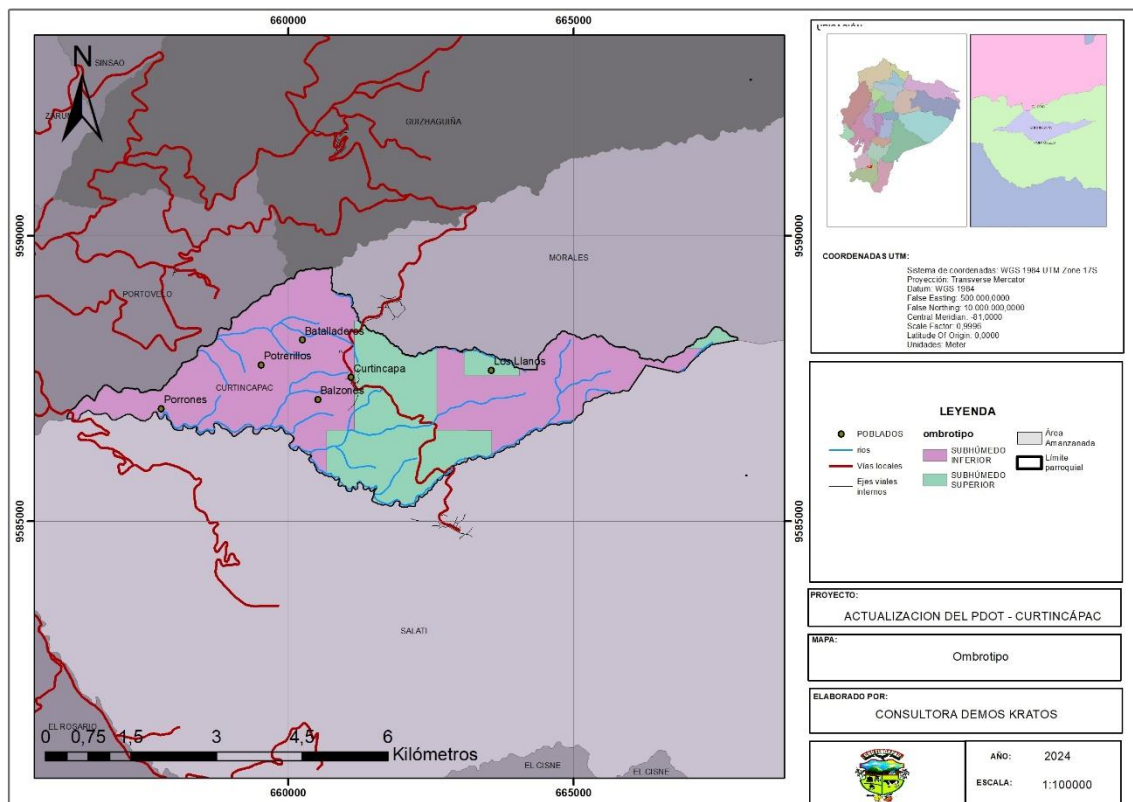 660000
665000
N
SINSAO
GUIZHAGUIÑA
9590000
9590000
MORALES
PORTOVELO
Batalladeros
Potrerillos
Los Llanos
Curtincapa
CURTINCAPAC
Balzones
Porrones
9585000
9585000
SALATI
EL ROSARIO
0 0,75 1,5 3 4,5 6
Kilómetros
EL CISNE
EL CISNE
660000
665000
UBICACIÓN
COORDENADAS UTM:
Sistema de coordenadas: WGS 1984 UTM Zone 17S
Proyección: Transverse Mercator
Datum: WGS 1984
False Easting: 500.000,0000
False Northing: 10.000.000,0000
Central Meridian: -81,0000
Scale Factor: 0,9996
Latitude Of Origin: 0,0000
Unidades: Meter
LEYENDA
POBLADOS
rios
Vías locales
Ejes viales
internos
ombrotipo
SUBHÚMEDO
INFERIOR
SUBHÚMEDO
SUPERIOR
Área
Amanzanada
Límite
parroquial
PROYECTO:
ACTUALIZACION DEL PDOT - CURTINCÁPAC
MAPA:
Ombrotipo
ELABORADO POR:
CONSULTORA DEMOS KRATOS
AÑO: 2024
ESCALA: 1:100000